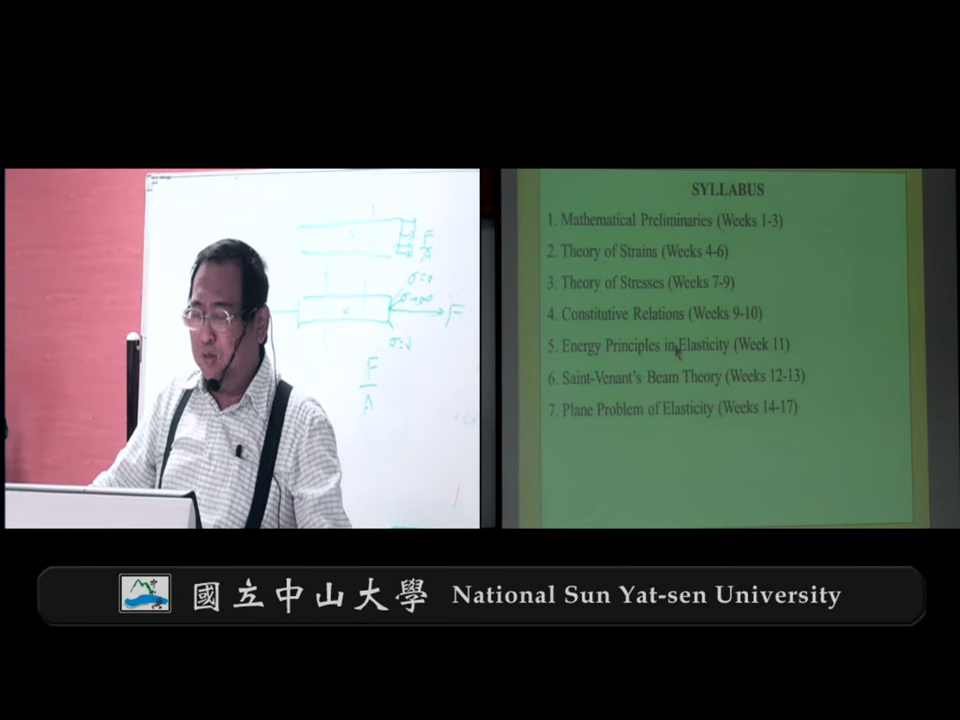 F
A
σ=0
σ→∞
F
σ=0
F
A
SYLLABUS
1. Mathematical Preliminaries (Weeks 1-3)
2. Theory of Strains (Weeks 4-6)
3. Theory of Stresses (Weeks 7-9)
4. Constitutive Relations (Weeks 9-10)
5. Energy Principles in Elasticity (Week 11)
6. Saint-Venant's Beam Theory (Weeks 12-13)
7. Plane Problem of Elasticity (Weeks 14-17)
國立中山大學 National Sun Yat-sen University